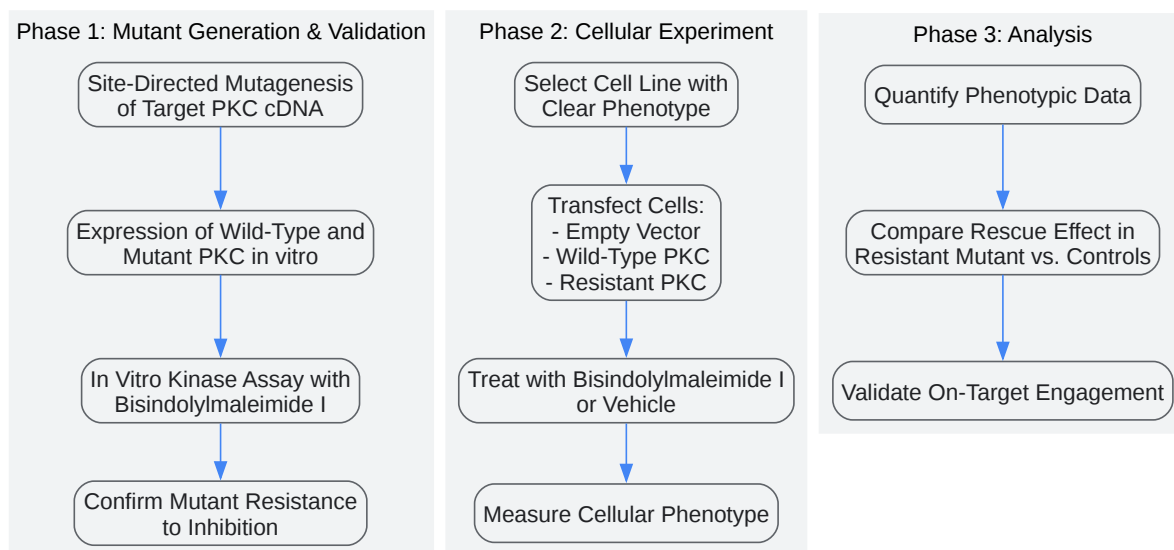 Phase 1: Mutant Generation & Validation
Site-Directed Mutagenesis
of Target PKC cDNA
Expression of Wild-Type and
Mutant PKC in vitro
In Vitro Kinase Assay with
Bisindolylmaleimide I
Confirm Mutant Resistance
to Inhibition
Phase 2: Cellular Experiment
Select Cell Line with
Clear Phenotype
Transfect Cells:
- Empty Vector
- Wild-Type PKC
- Resistant PKC
Treat with Bisindolylmaleimide I
or Vehicle
Measure Cellular Phenotype
Phase 3: Analysis
Quantify Phenotypic Data
Compare Rescue Effect in
Resistant Mutant vs. Controls
Validate On-Target Engagement